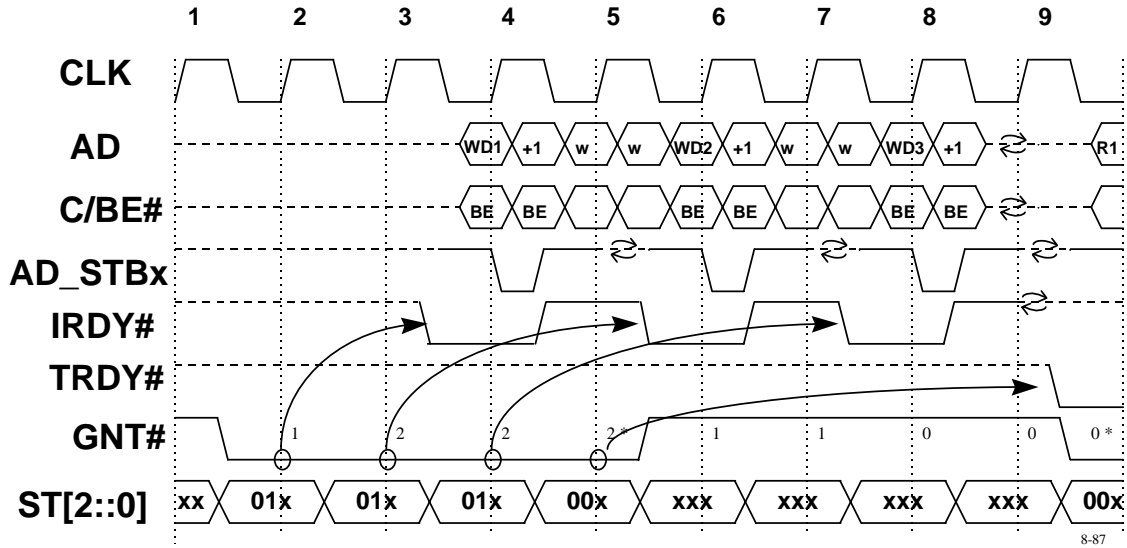 1 2 3 4 5 6 7 8 9
CLK
AD WD1 +1 w w WD2 +1 w w WD3 +1 R1
C/BE# BE BE BE BE BE BE
AD_STBx
IRDY#
TRDY#
GNT# 1 2 2 2 * 1 1 0 0 0 *
ST[2::0] xx 01x 01x 01x 00x xxx xxx xxx xxx 00x
8-87